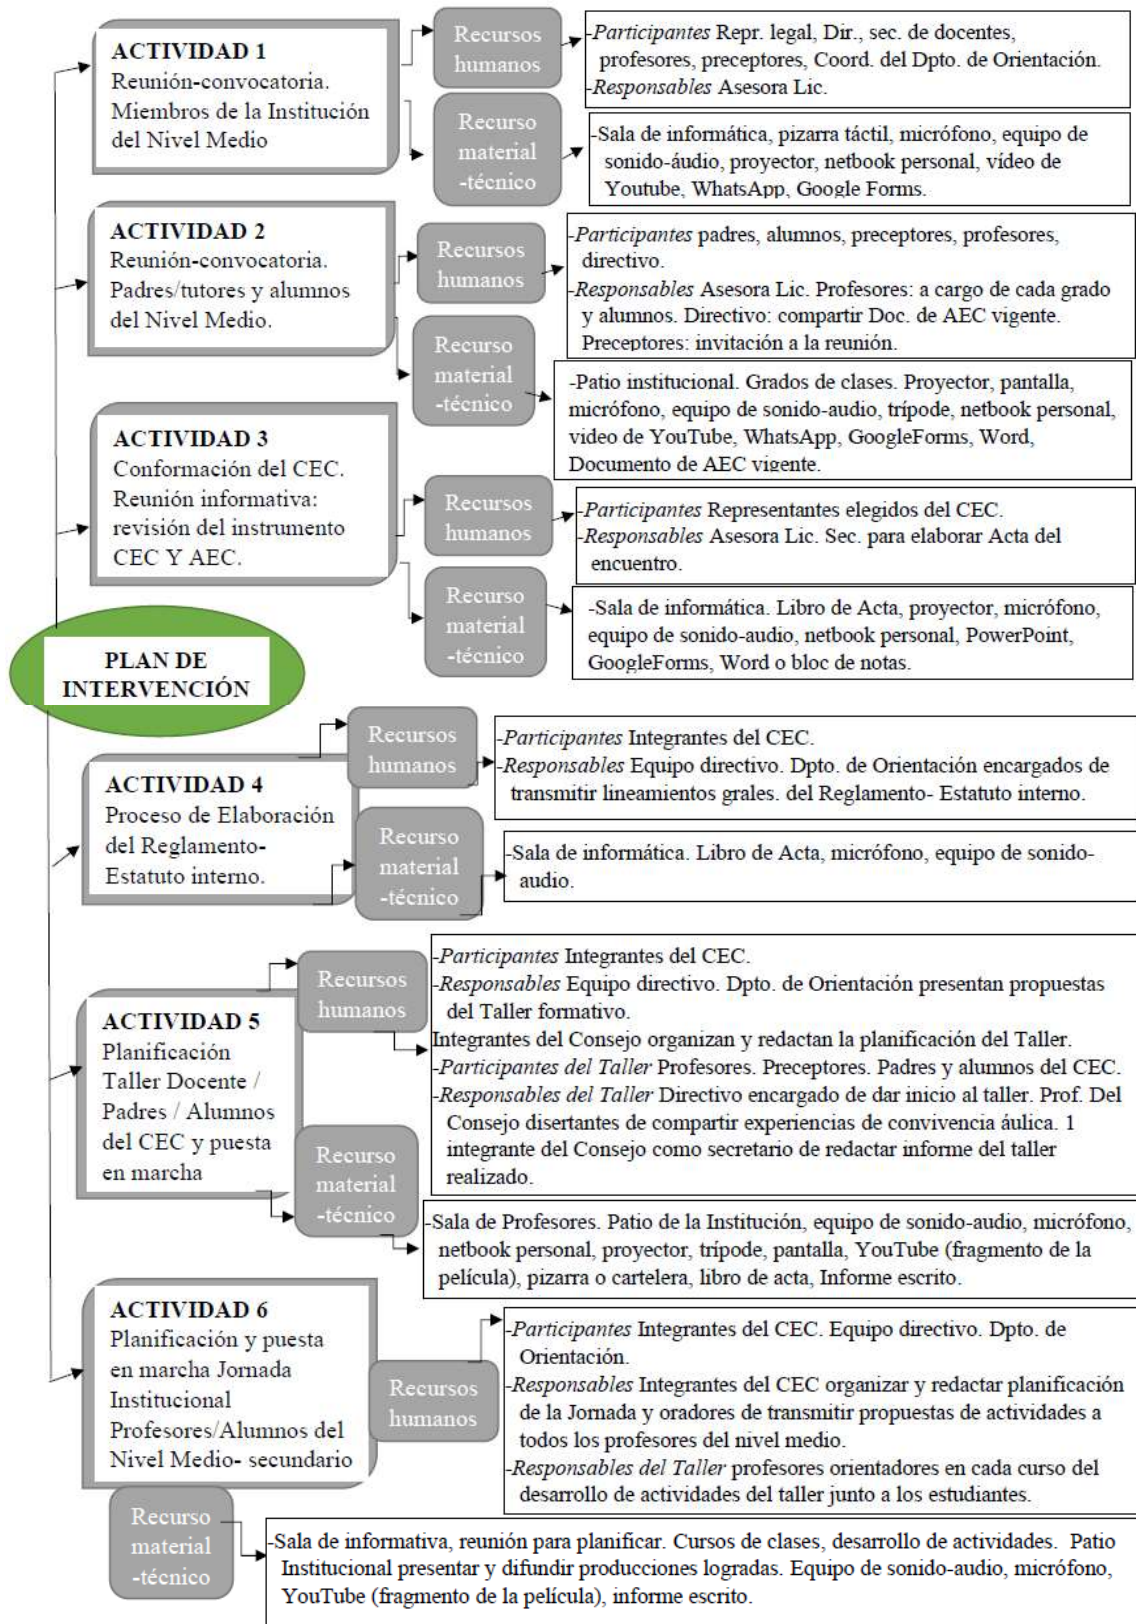 ACTIVIDAD 1
Reunión-convocatoria.
Miembros de la Institución
del Nivel Medio
Recursos
humanos
-Participantes Repr. legal, Dir., sec. de docentes,
profesores, preceptores, Coord. del Dpto. de Orientación.
-Responsables Asesora Lic.
Recurso
material
-técnico
-Sala de informática, pizarra táctil, micrófono, equipo de
sonido-áudio, proyector, netbook personal, vídeo de
Youtube, WhatsApp, Google Forms.
ACTIVIDAD 2
Reunión-convocatoria.
Padres/tutores y alumnos
del Nivel Medio.
Recursos
humanos
-Participantes padres, alumnos, preceptores, profesores,
directivo.
-Responsables Asesora Lic. Profesores: a cargo de cada grado
y alumnos. Directivo: compartir Doc. de AEC vigente.
Preceptores: invitación a la reunión.
Recurso
material
-técnico
-Patio institucional. Grados de clases. Proyector, pantalla,
micrófono, equipo de sonido-audio, trípode, netbook personal,
video de YouTube, WhatsApp, GoogleForms, Word,
Documento de AEC vigente.
ACTIVIDAD 3
Conformación del CEC.
Reunión informativa:
revisión del instrumento
CEC Y AEC.
Recursos
humanos
-Participantes Representantes elegidos del CEC.
-Responsables Asesora Lic. Sec. para elaborar Acta del
encuentro.
Recurso
material
-técnico
-Sala de informática. Libro de Acta, proyector, micrófono,
equipo de sonido-audio, netbook personal, PowerPoint,
GoogleForms, Word o bloc de notas.
PLAN DE
INTERVENCIÓN
ACTIVIDAD 4
Proceso de Elaboración
del Reglamento-
Estatuto interno.
Recursos
humanos
-Participantes Integrantes del CEC.
-Responsables Equipo directivo. Dpto. de Orientación encargados de
transmitir lineamientos grales. del Reglamento- Estatuto interno.
Recurso
material
-técnico
-Sala de informática. Libro de Acta, micrófono, equipo de sonido-
audio.
ACTIVIDAD 5
Planificación
Taller Docente /
Padres / Alumnos
del CEC y puesta
en marcha
Recursos
humanos
-Participantes Integrantes del CEC.
-Responsables Equipo directivo. Dpto. de Orientación presentan propuestas
del Taller formativo.
Integrantes del Consejo organizan y redactan la planificación del Taller.
-Participantes del Taller Profesores. Preceptores. Padres y alumnos del CEC.
-Responsables del Taller Directivo encargado de dar inicio al taller. Prof. Del
Consejo disertantes de compartir experiencias de convivencia áulica. 1
integrante del Consejo como secretario de redactar informe del taller
realizado.
Recurso
material
-técnico
-Sala de Profesores. Patio de la Institución, equipo de sonido-audio, micrófono,
netbook personal, proyector, trípode, pantalla, YouTube (fragmento de la
película), pizarra o cartelera, libro de acta, Informe escrito.
ACTIVIDAD 6
Planificación y puesta
en marcha Jornada
Institucional
Profesores/Alumnos del
Nivel Medio- secundario
Recursos
humanos
-Participantes Integrantes del CEC. Equipo directivo. Dpto. de
Orientación.
-Responsables Integrantes del CEC organizar y redactar planificación
de la Jornada y oradores de transmitir propuestas de actividades a
todos los profesores del nivel medio.
-Responsables del Taller profesores orientadores en cada curso del
desarrollo de actividades del taller junto a los estudiantes.
Recurso
material
-técnico
-Sala de informativa, reunión para planificar. Cursos de clases, desarrollo de actividades. Patio
Institucional presentar y difundir producciones logradas. Equipo de sonido-audio, micrófono,
YouTube (fragmento de la película), informe escrito.